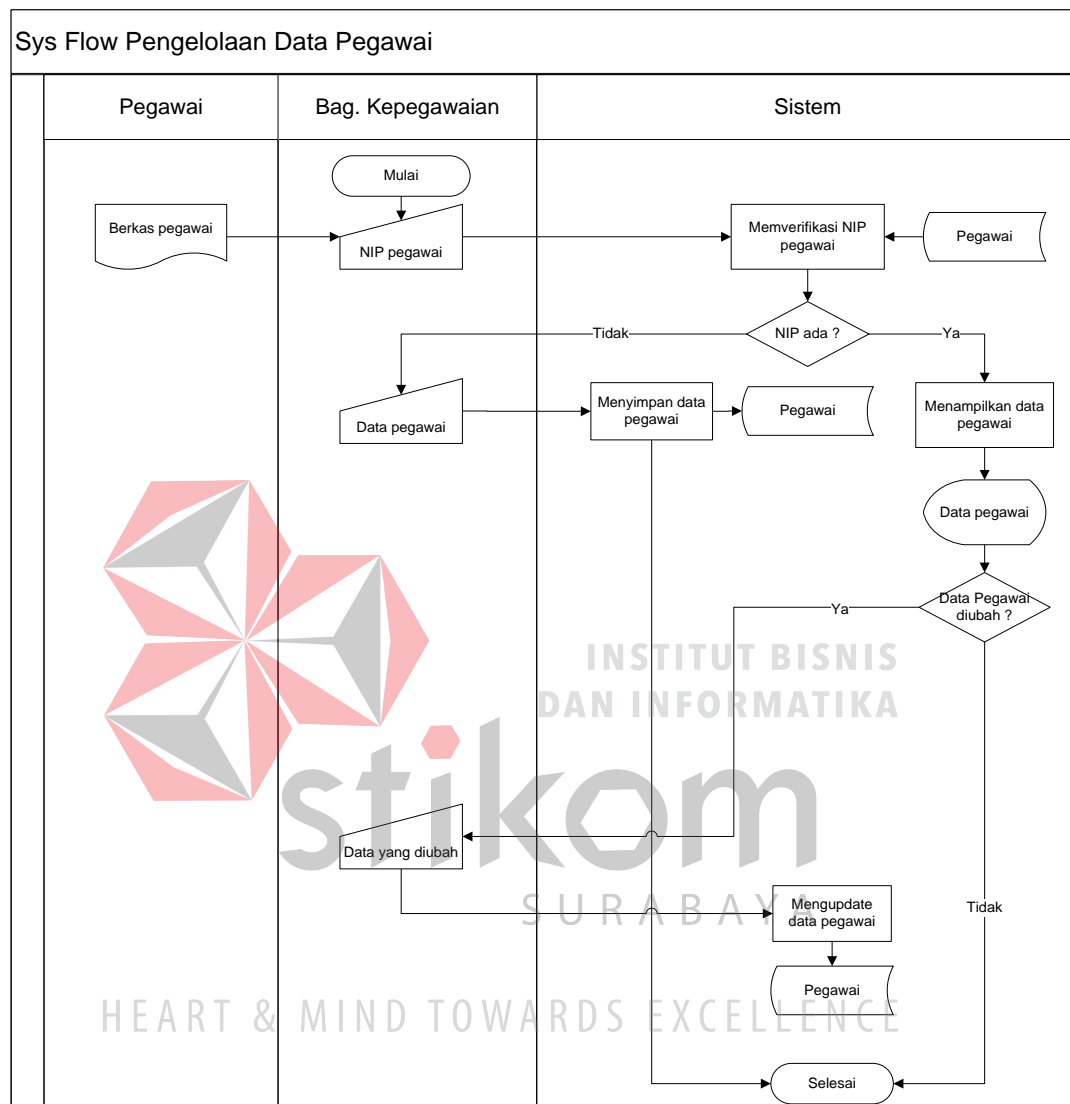 Sys Flow Pengelolaan Data Pegawai
Pegawai
Bag. Kepegawaian
Sistem
Mulai
Berkas pegawai
NIP pegawai
Memverifikasi NIP
pegawai
Pegawai
NIP ada ?
Tidak
Ya
Data pegawai
Menyimpan data
pegawai
Pegawai
Menampilkan data
pegawai
Data pegawai
Data Pegawai
diubah ?
Ya
INSTITUT BISNIS
DAN INFORMATIKA
stikom
SURABAYA
Data yang diubah
Mengupdate
data pegawai
Tidak
Pegawai
HEART & MIND TOWARDS EXCELLENCE
Selesai